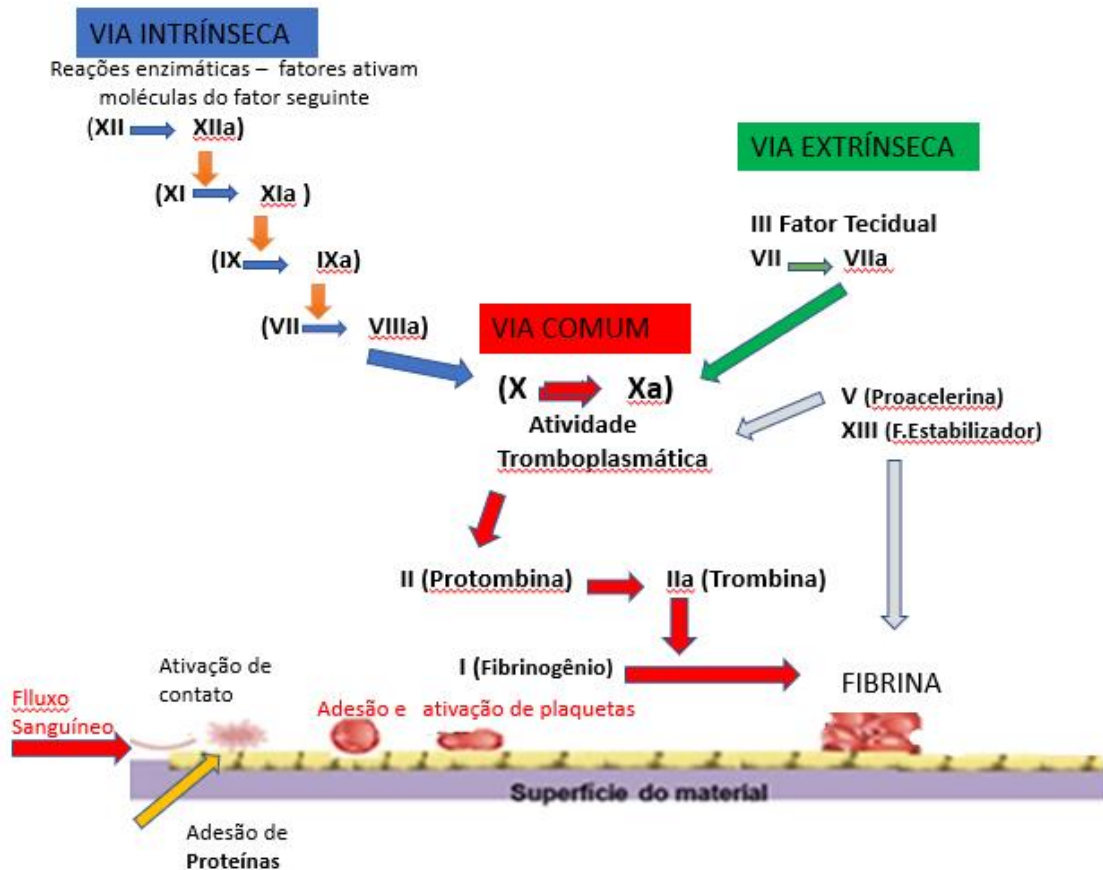 VIA INTRÍNSECA
Reações enzimáticas – fatores ativam
moléculas do fator seguinte
(XII XIIa)
(XI XIa )
(IX IXa)
(VII VIIIa)
VIA EXTRÍNSECA
III Fator Tecidual
VII VIIa
VIA COMUM
(X Xa)
Atividade
Tromboplasmática
V (Proacelerina)
XIII (F.Estabilizador)
II (Protombina) IIa (Trombina)
I (Fibrinogênio)
FIBRINA
Ativação de
contato
Flluxo
Sanguíneo
Adesão e ativação de plaquetas
Superfície do material
Adesão de
Proteínas